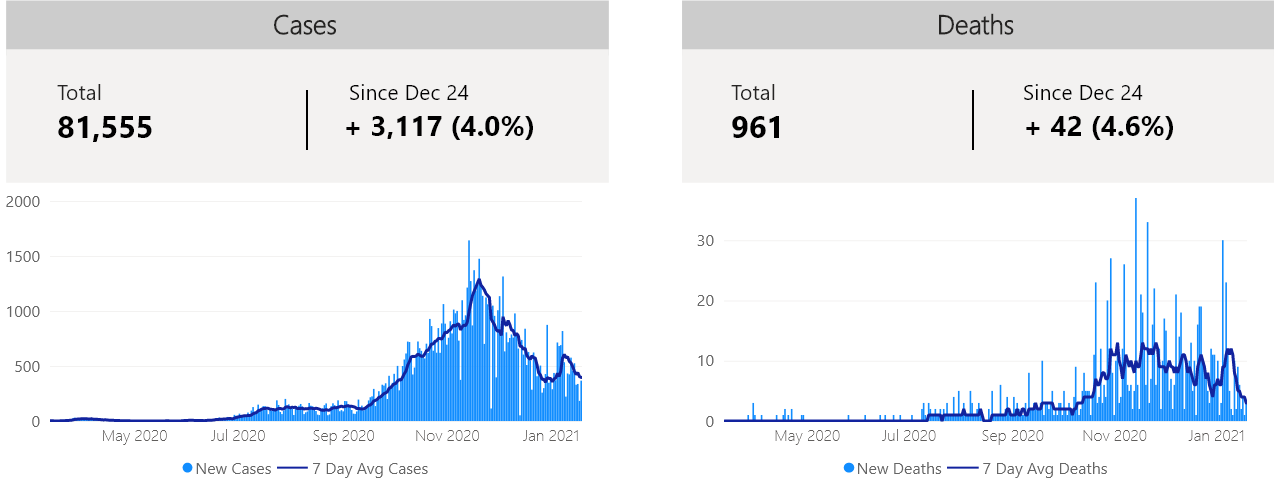 Cases
Total
81,555
Since Dec 24
+ 3,117 (4.0%)
2000
1500
1000
500
0
May 2020 Jul 2020 Sep 2020 Nov 2020 Jan 2021
New Cases 7 Day Avg Cases
Deaths
Total
961
Since Dec 24
+ 42 (4.6%)
30
20
10
0
May 2020 Jul 2020 Sep 2020 Nov 2020 Jan 2021
New Deaths 7 Day Avg Deaths